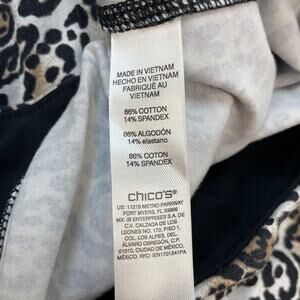 MADE IN VIETNAM
HECHO EN VIETNAM
FABRIQUÉ AU
VIETNAM
86% COTTON
14% SPANDEX
86% ALGODÓN
14% elastano
86% COTON
14% SPANDEX
chico's®
US: 11215 METRO PARKWAY
FORT MYERS, FL 33966
MX: IB ENTERPRISES S.A. DE
C.V. CALZADA DE LOS
LEONES NO. 170, PISO 1,
COL. LOS ALPES, DEL.
ÁLVARO OBREGÓN, C.P.
01010, CIUDAD DE MÉXICO,
MÉXICO. RFC: IEN1701241FA